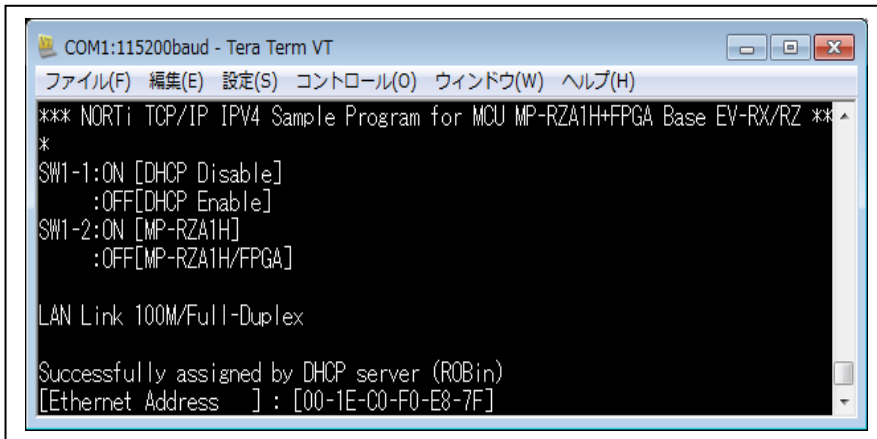 COM1:115200baud - Tera Term VT
ファイル(F) 編集(E) 設定(S) コントロール(O) ウィンドウ(W) ヘルプ(H)
*** NORTi TCP/IP IPV4 Sample Program for MCU MP-RZA1H+FPGA Base EV-RX/RZ **
*
SW1-1:ON [DHCP Disable]
     :OFF[DHCP Enable]
SW1-2:ON [MP-RZA1H]
     :OFF[MP-RZA1H/FPGA]
LAN Link 100M/Full-Duplex
Successfully assigned by DHCP server (ROBin)
[Ethernet Address  ] : [00-1E-C0-F0-E8-7F]